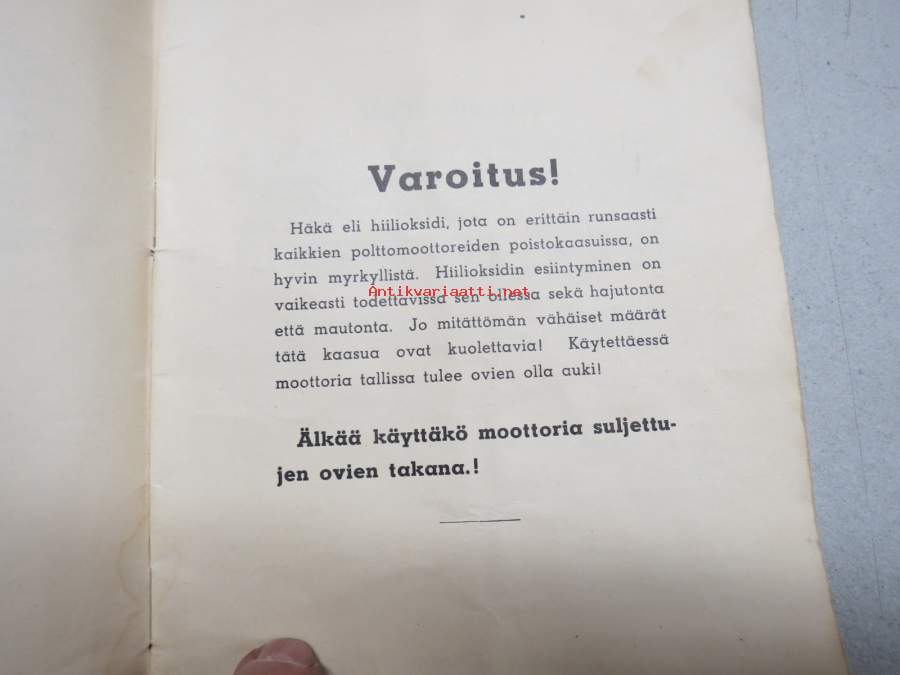 Varoitus!
Häkä eli hiilioksidi, jota on erittäin runsaasti
kaikkien polttomoottoreiden poistokaasuissa, on
hyvin myrkyllistä. Hiilioksidin esiintyminen on
Antikvariaatti.net
vaikeasti todettavissa sen ollessa sekä hajutonta
että mautonta. Jo mitättömän vähäiset määrät
tätä kaasua ovat kuolettavia! Käytettäessä
moottoria tallissa tulee ovien olla auki!
Älkää käyttäkö moottoria suljettu-
jen ovien takana.!